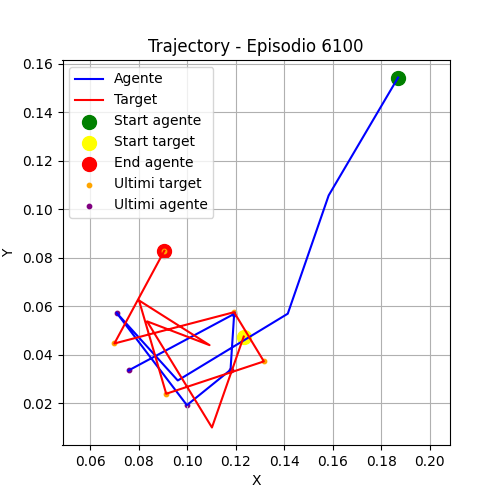 Trajectory - Episodio 6100
Agente
Target
Start agente
Start target
End agente
Ultimi target
Ultimi agente
Y
0.16
0.14
0.12
0.10
0.08
0.06
0.04
0.02
0.06 0.08 0.10 0.12 0.14 0.16 0.18 0.20
X